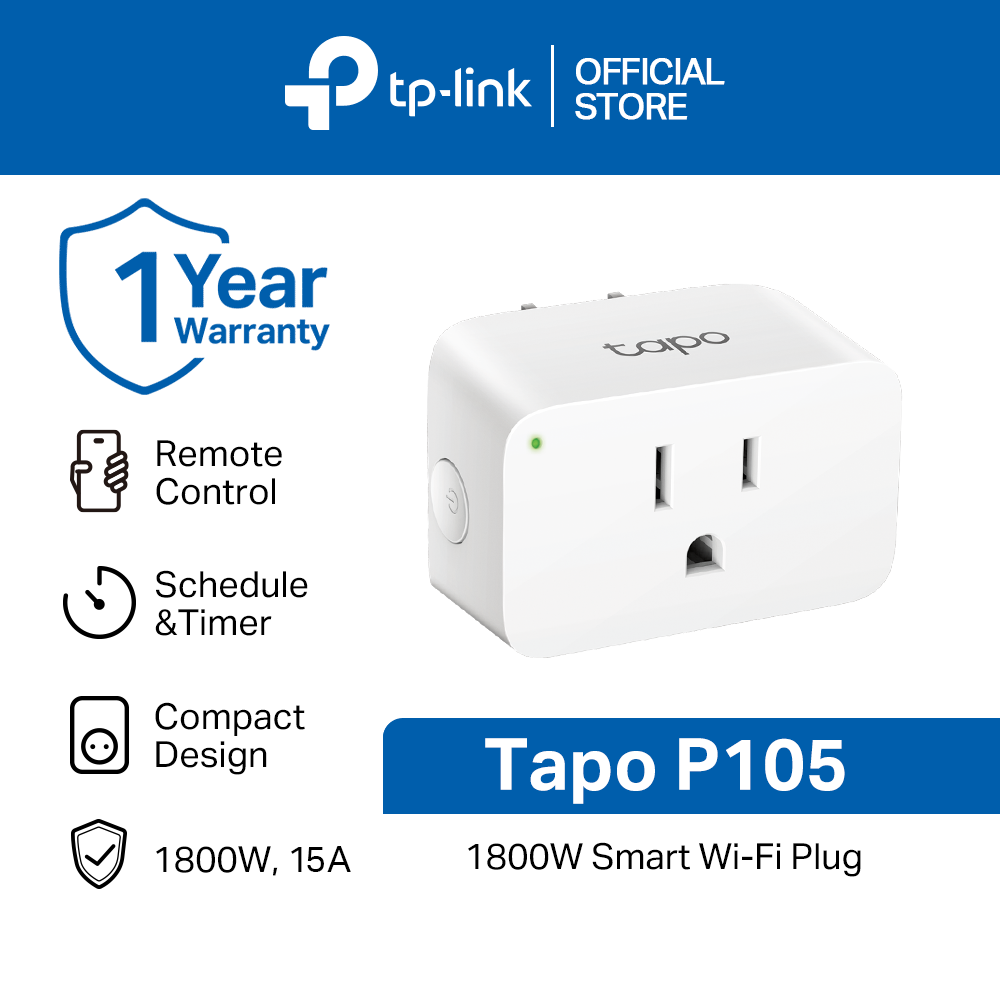 tp-link
OFFICIAL
STORE
1 Year
Warranty
tapo
Remote
Control
Schedule
&Timer
Compact
Design
1800W, 15A
Tapo P105
1800W Smart Wi-Fi Plug